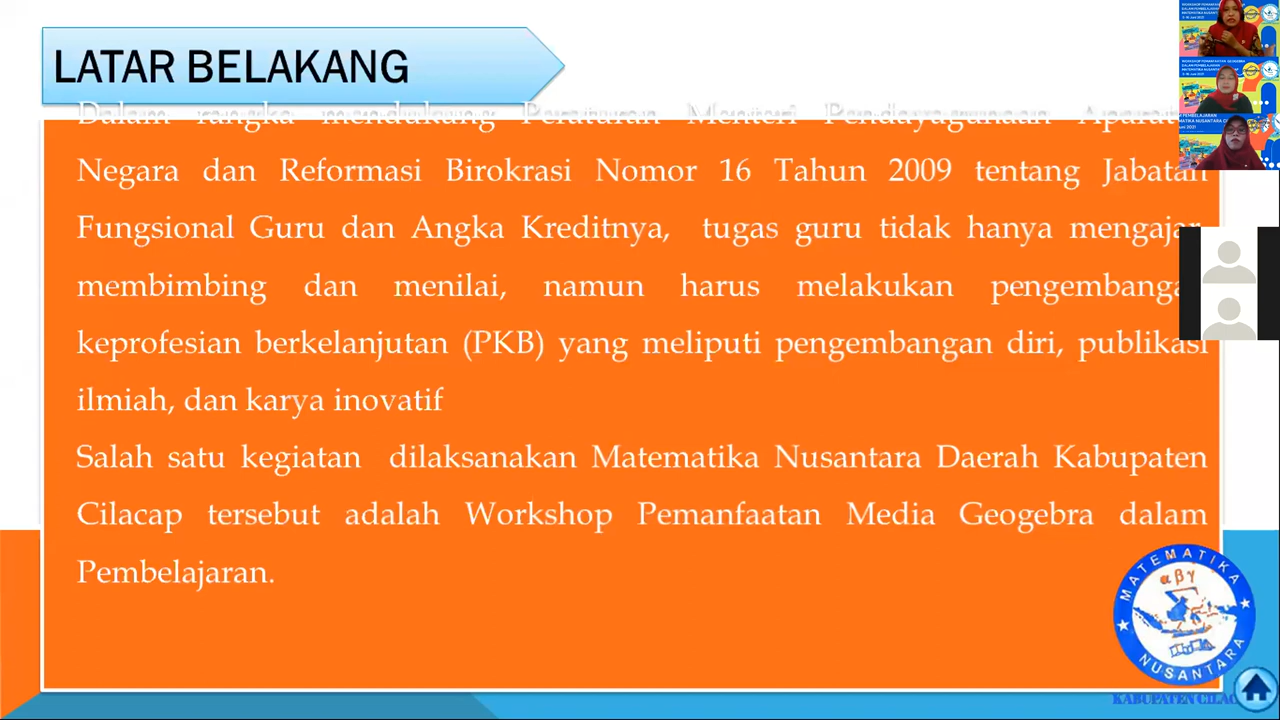 LATAR BELAKANG
Dalam rangka mendukung Peraturan Menteri Pendayagunaan
Negara dan Reformasi Birokrasi Nomor 16 Tahun 2009 tentang Jabatan
Fungsional Guru dan Angka Kreditnya, tugas guru tidak hanya mengajar
membimbing dan menilai, namun harus melakukan
keprofesian berkelanjutan (PKB) yang meliputi pengembangan diri, publikasi
ilmiah, dan karya inovatif
Salah satu kegiatan dilaksanakan Matematika Nusantara Daerah Kabupaten
Cilacap tersebut adalah Workshop Pemanfaatan Media Geogebra dalam
Pembelajaran.
MATEMATIKA
αβγ
NUSANTARA
KABUPATEN